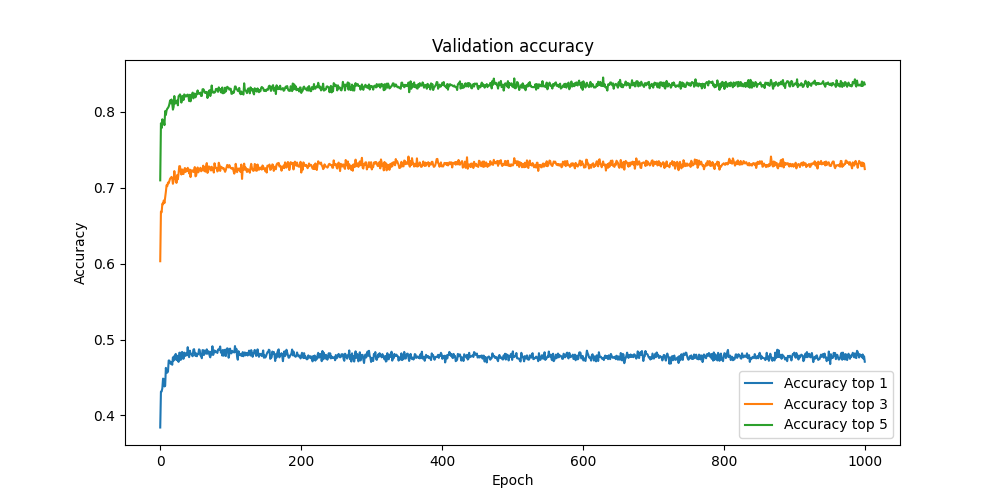 Validation accuracy
Accuracy
0.8
0.7
0.6
0.5
0.4
0
200
400
600
800
1000
Epoch
Accuracy top 1
Accuracy top 3
Accuracy top 5